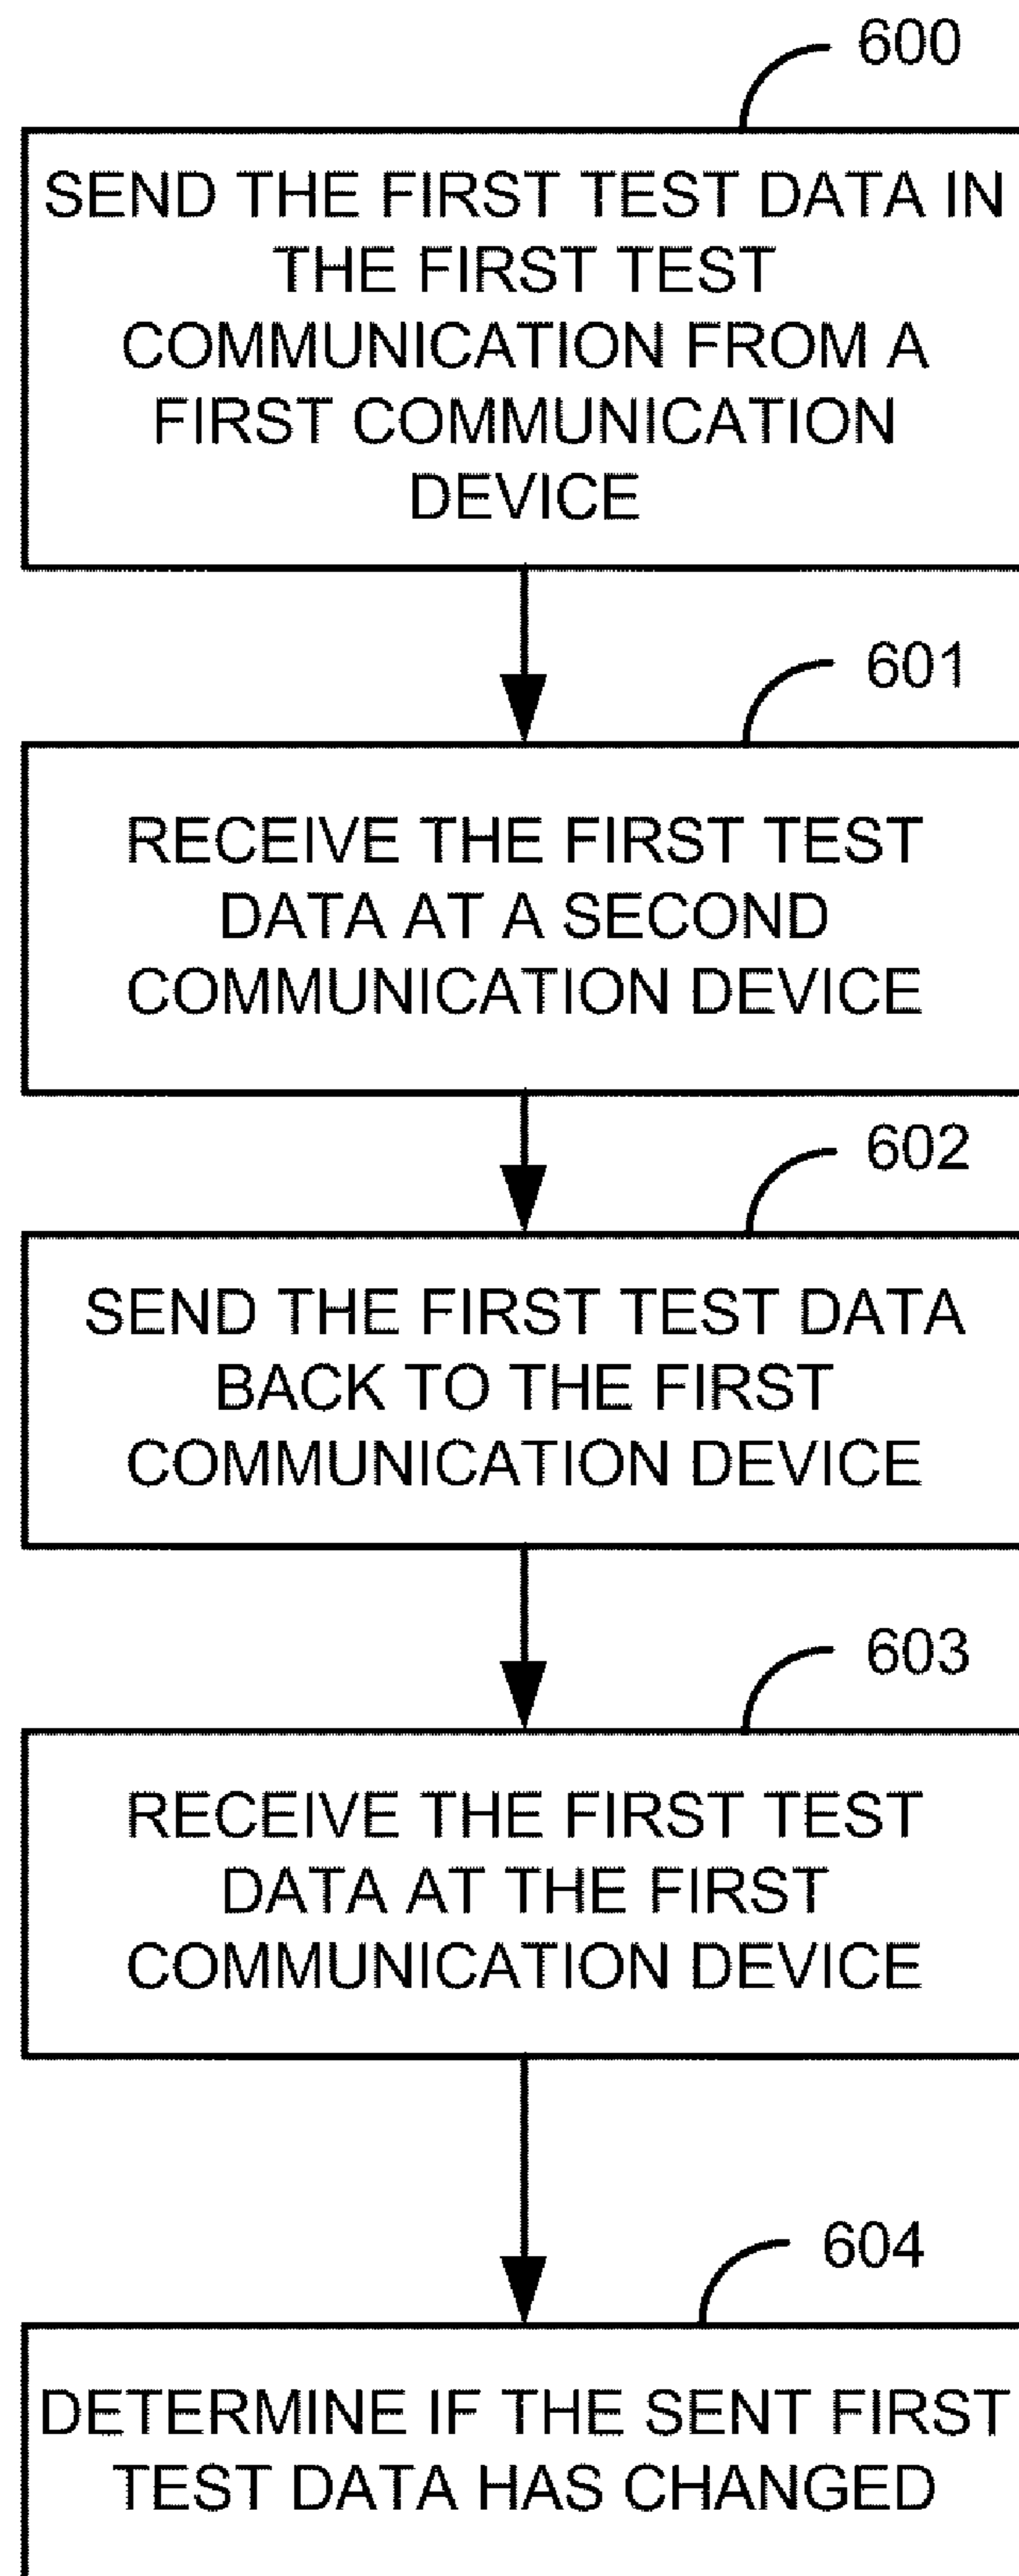 600
SEND THE FIRST TEST DATA IN
THE FIRST TEST
COMMUNICATION FROM A
FIRST COMMUNICATION
DEVICE
601
RECEIVE THE FIRST TEST
DATA AT A SECOND
COMMUNICATION DEVICE
602
SEND THE FIRST TEST DATA
BACK TO THE FIRST
COMMUNICATION DEVICE
603
RECEIVE THE FIRST TEST
DATA AT THE FIRST
COMMUNICATION DEVICE
604
DETERMINE IF THE SENT FIRST
TEST DATA HAS CHANGED